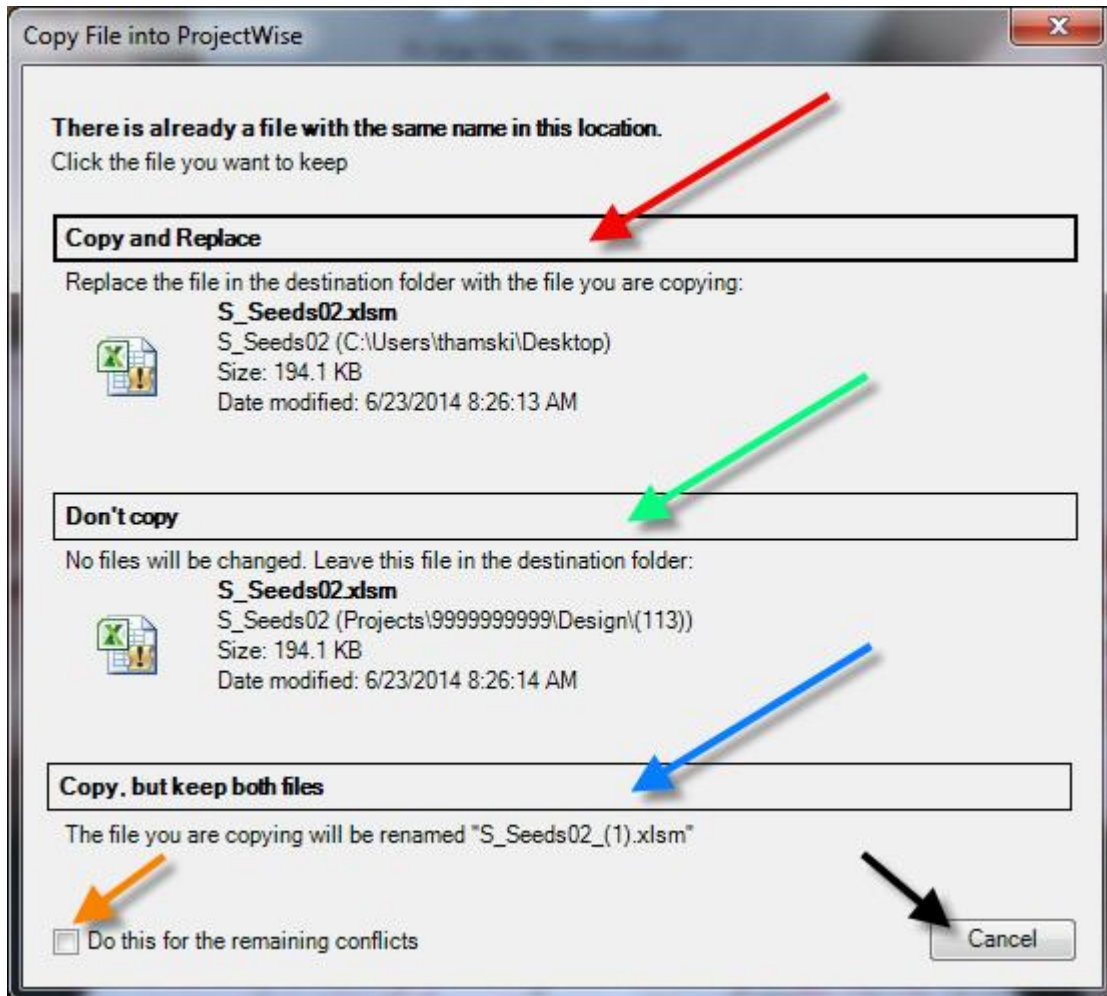 Copy File into ProjectWise
There is already a file with the same name in this location.
Click the file you want to keep
Copy and Replace
Replace the file in the destination folder with the file you are copying:
S_Seeds02.xlsm
S_Seeds02 (C:\Users\thamski\Desktop)
Size: 194.1 KB
Date modified: 6/23/2014 8:26:13 AM
Don't copy
No files will be changed. Leave this file in the destination folder:
S_Seeds02.xlsm
S_Seeds02 (Projects\9999999999\Design\(113))
Size: 194.1 KB
Date modified: 6/23/2014 8:26:14 AM
Copy, but keep both files
The file you are copying will be renamed "S_Seeds02_(1).xlsm"
Do this for the remaining conflicts
Cancel